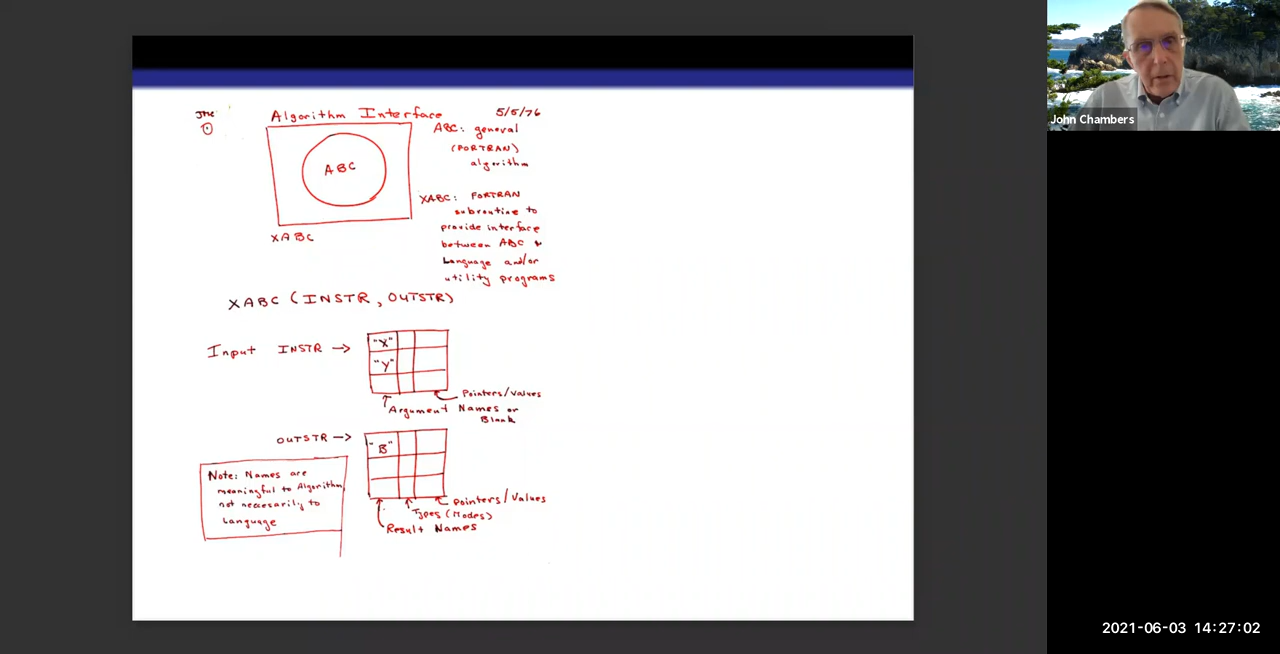 JMC
1
Algorithm Interface
5/5/76
ABC
XABC
ABC: general
(FORTRAN)
algorithm
XABC: FORTRAN
subroutine to
provide interface
between ABC &
Language and/or
utility programs
XABC (INSTR, OUTSTR)
Input INSTR →
"X"
"Y"
Pointers/Values
Argument Names or
Blank
OUTSTR →
"B"
Pointers/Values
Types (Modes)
Result Names
Note: Names are
meaningful to Algorithm,
not necessarily to
Language
John Chambers
2021-06-03 14:27:02